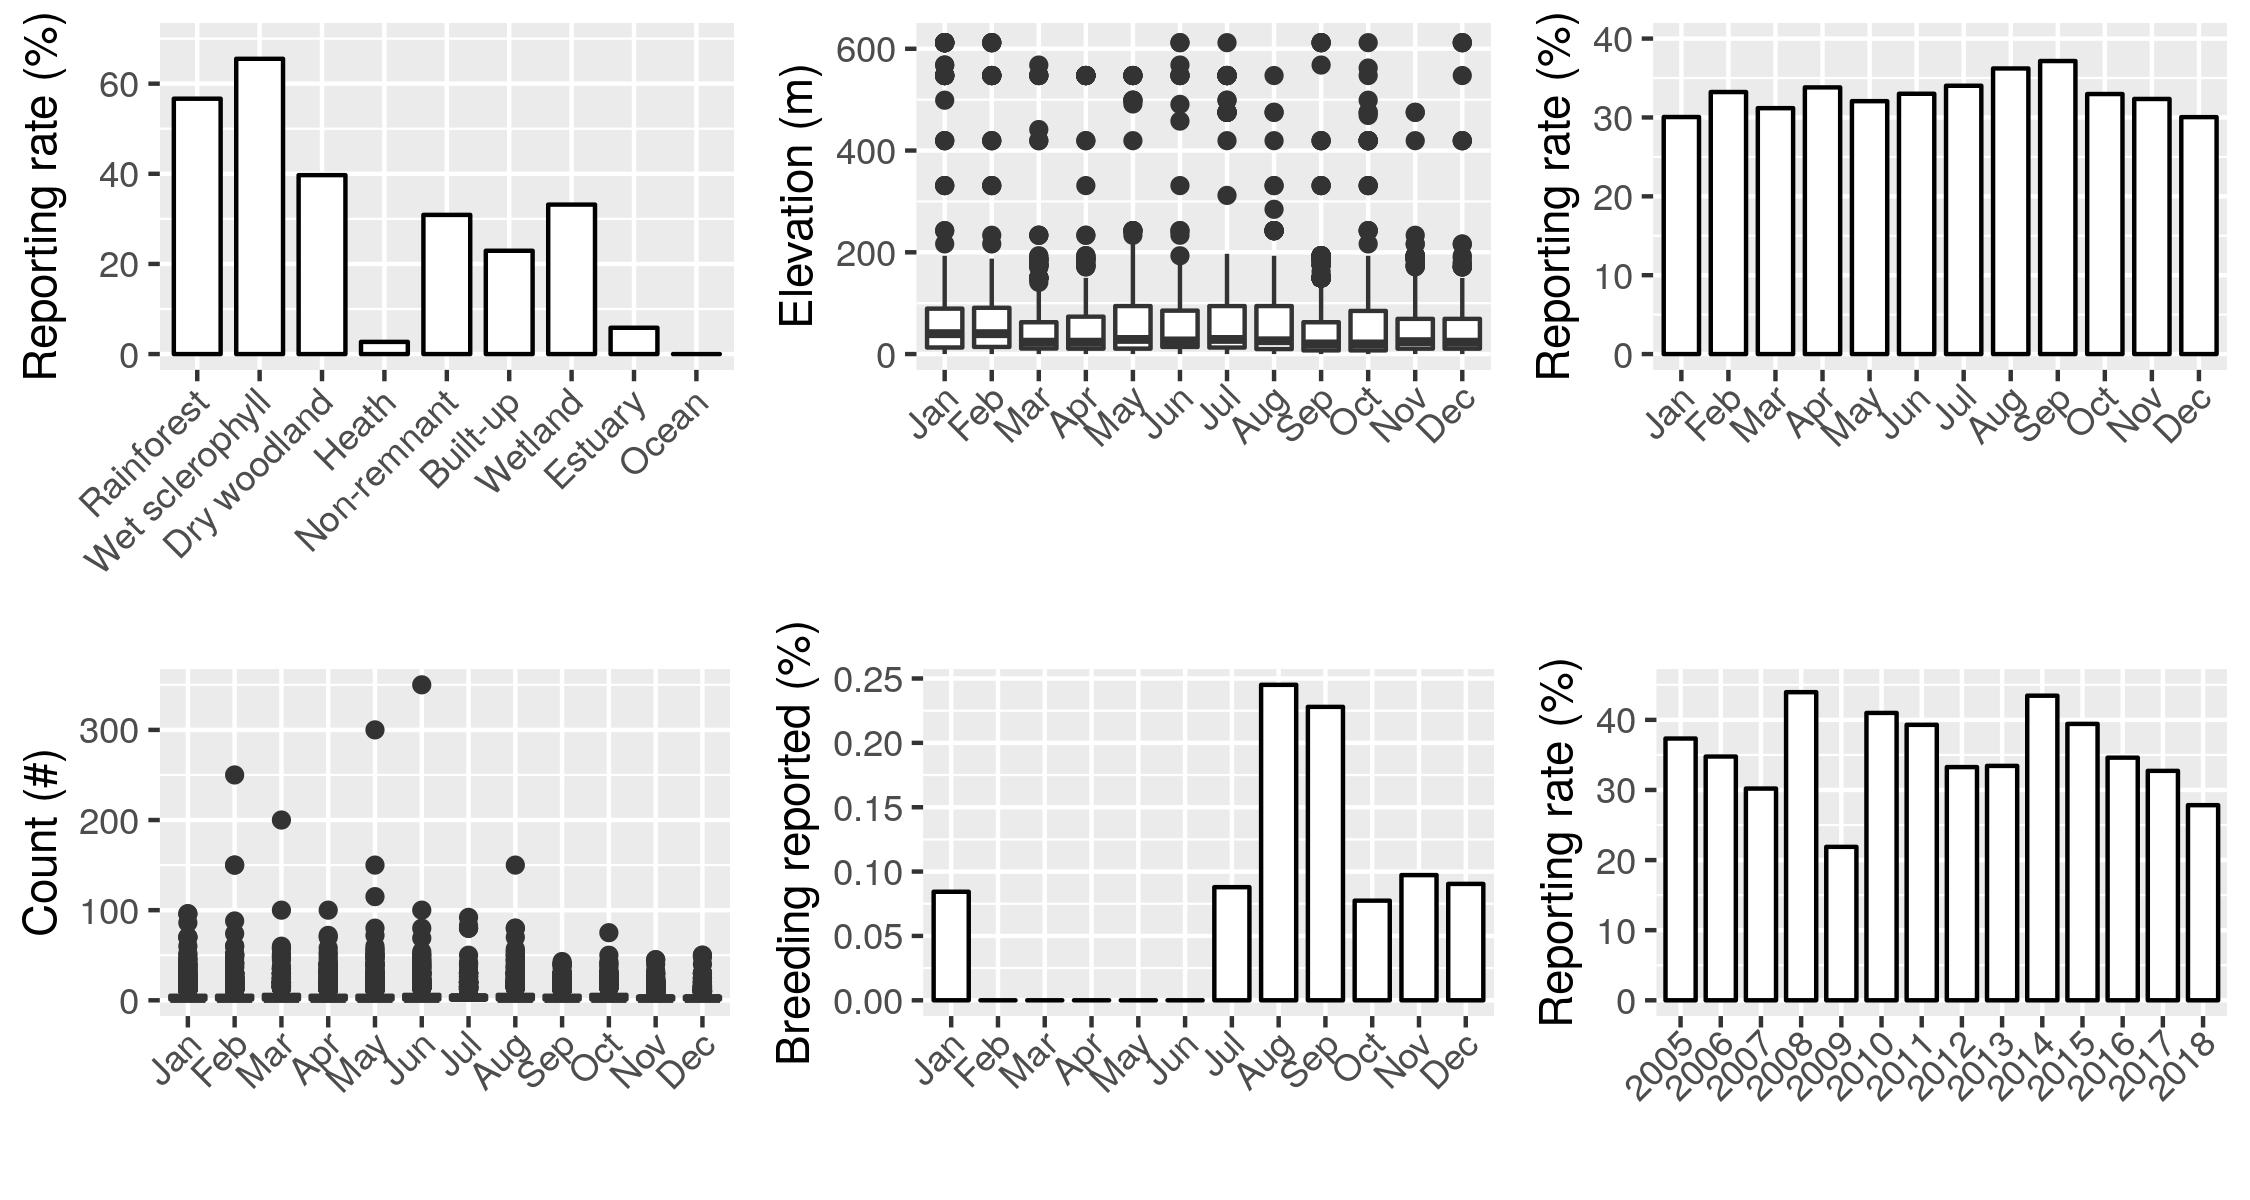 Reporting rate (%)
60
40
20
0
Rainforest
Wet sclerophyll
Dry woodland
Heath
Non-remnant
Built-up
Wetland
Estuary
Ocean
Elevation (m)
600
400
200
0
Jan
Feb
Mar
Apr
May
Jun
Jul
Aug
Sep
Oct
Nov
Dec
Reporting rate (%)
40
30
20
10
0
Jan
Feb
Mar
Apr
May
Jun
Jul
Aug
Sep
Oct
Nov
Dec
Count (#)
300
200
100
0
Jan
Feb
Mar
Apr
May
Jun
Jul
Aug
Sep
Oct
Nov
Dec
Breeding reported (%)
0.25
0.20
0.15
0.10
0.05
0.00
Jan
Feb
Mar
Apr
May
Jun
Jul
Aug
Sep
Oct
Nov
Dec
Reporting rate (%)
40
30
20
10
0
2005
2006
2007
2008
2009
2010
2011
2012
2013
2014
2015
2016
2017
2018